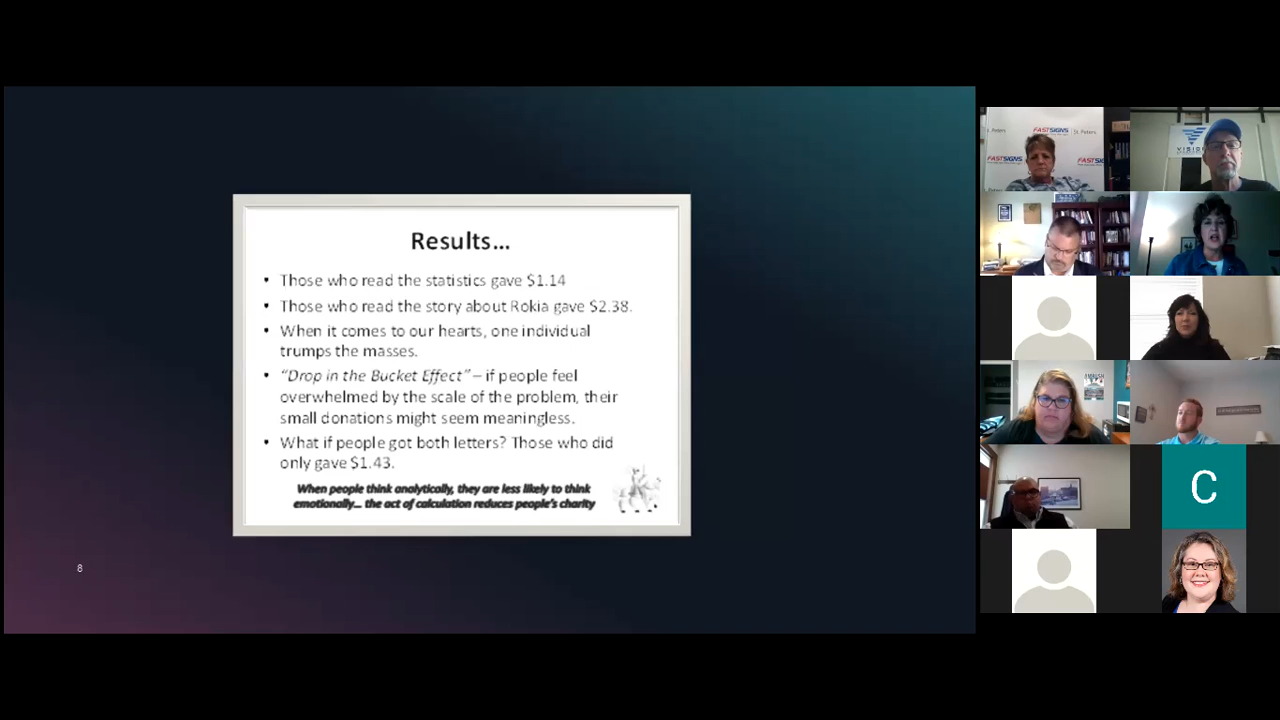 Results...
• Those who read the statistics gave $1.14
• Those who read the story about Rokia gave $2.38.
• When it comes to our hearts, one individual
trumps the masses.
• “Drop in the Bucket Effect” – if people feel
overwhelmed by the scale of the problem, their
small donations might seem meaningless.
• What if people got both letters? Those who did
only gave $1.43.
When people think analytically, they are less likely to think
emotionally... the act of calculation reduces people's charity
8
FASTSIGNS St. Peters
FASTSIGNS
VISIO
C